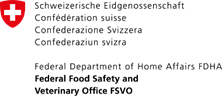 Schweizerische Eidgenossenschaft
Confédération suisse
Confederazione Svizzera
Confederaziun svizra
Federal Department of Home Affairs FDHA
Federal Food Safety and
Veterinary Office FSVO